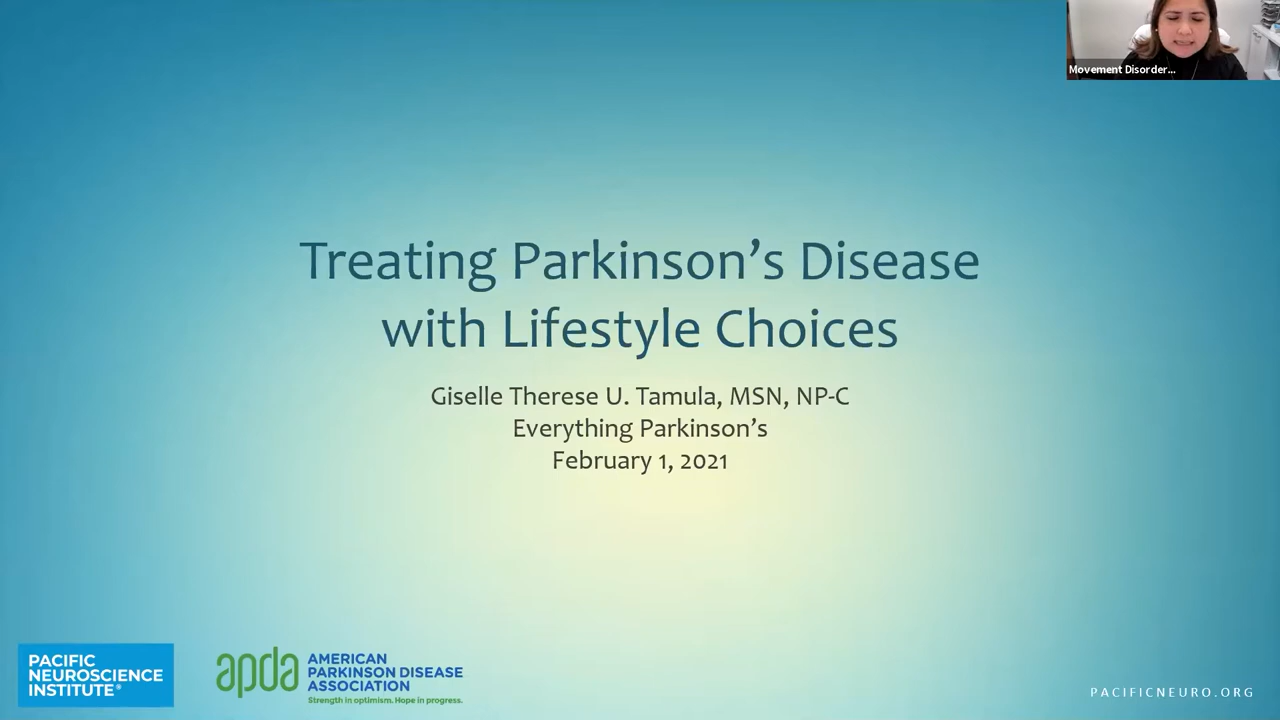 Movement Disorder...
Treating Parkinson’s Disease
with Lifestyle Choices
Giselle Therese U. Tamula, MSN, NP-C
Everything Parkinson’s
February 1, 2021
PACIFIC
NEUROSCIENCE
INSTITUTE®
apda
AMERICAN
PARKINSON DISEASE
ASSOCIATION
Strength in optimism. Hope in progress.
PACIFICNEURO.ORG